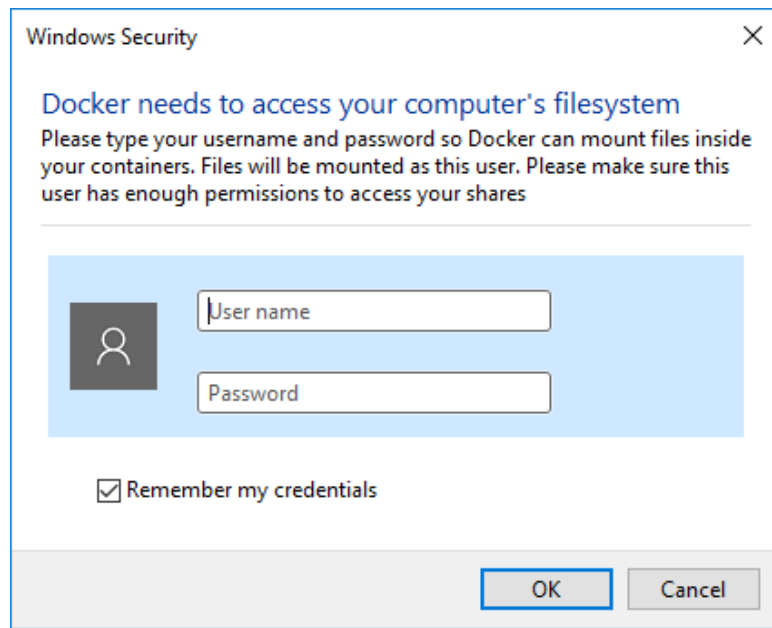 Windows Security
Docker needs to access your computer's filesystem
Please type your username and password so Docker can mount files inside
your containers. Files will be mounted as this user. Please make sure this
user has enough permissions to access your shares
User name
Password
Remember my credentials
OK Cancel